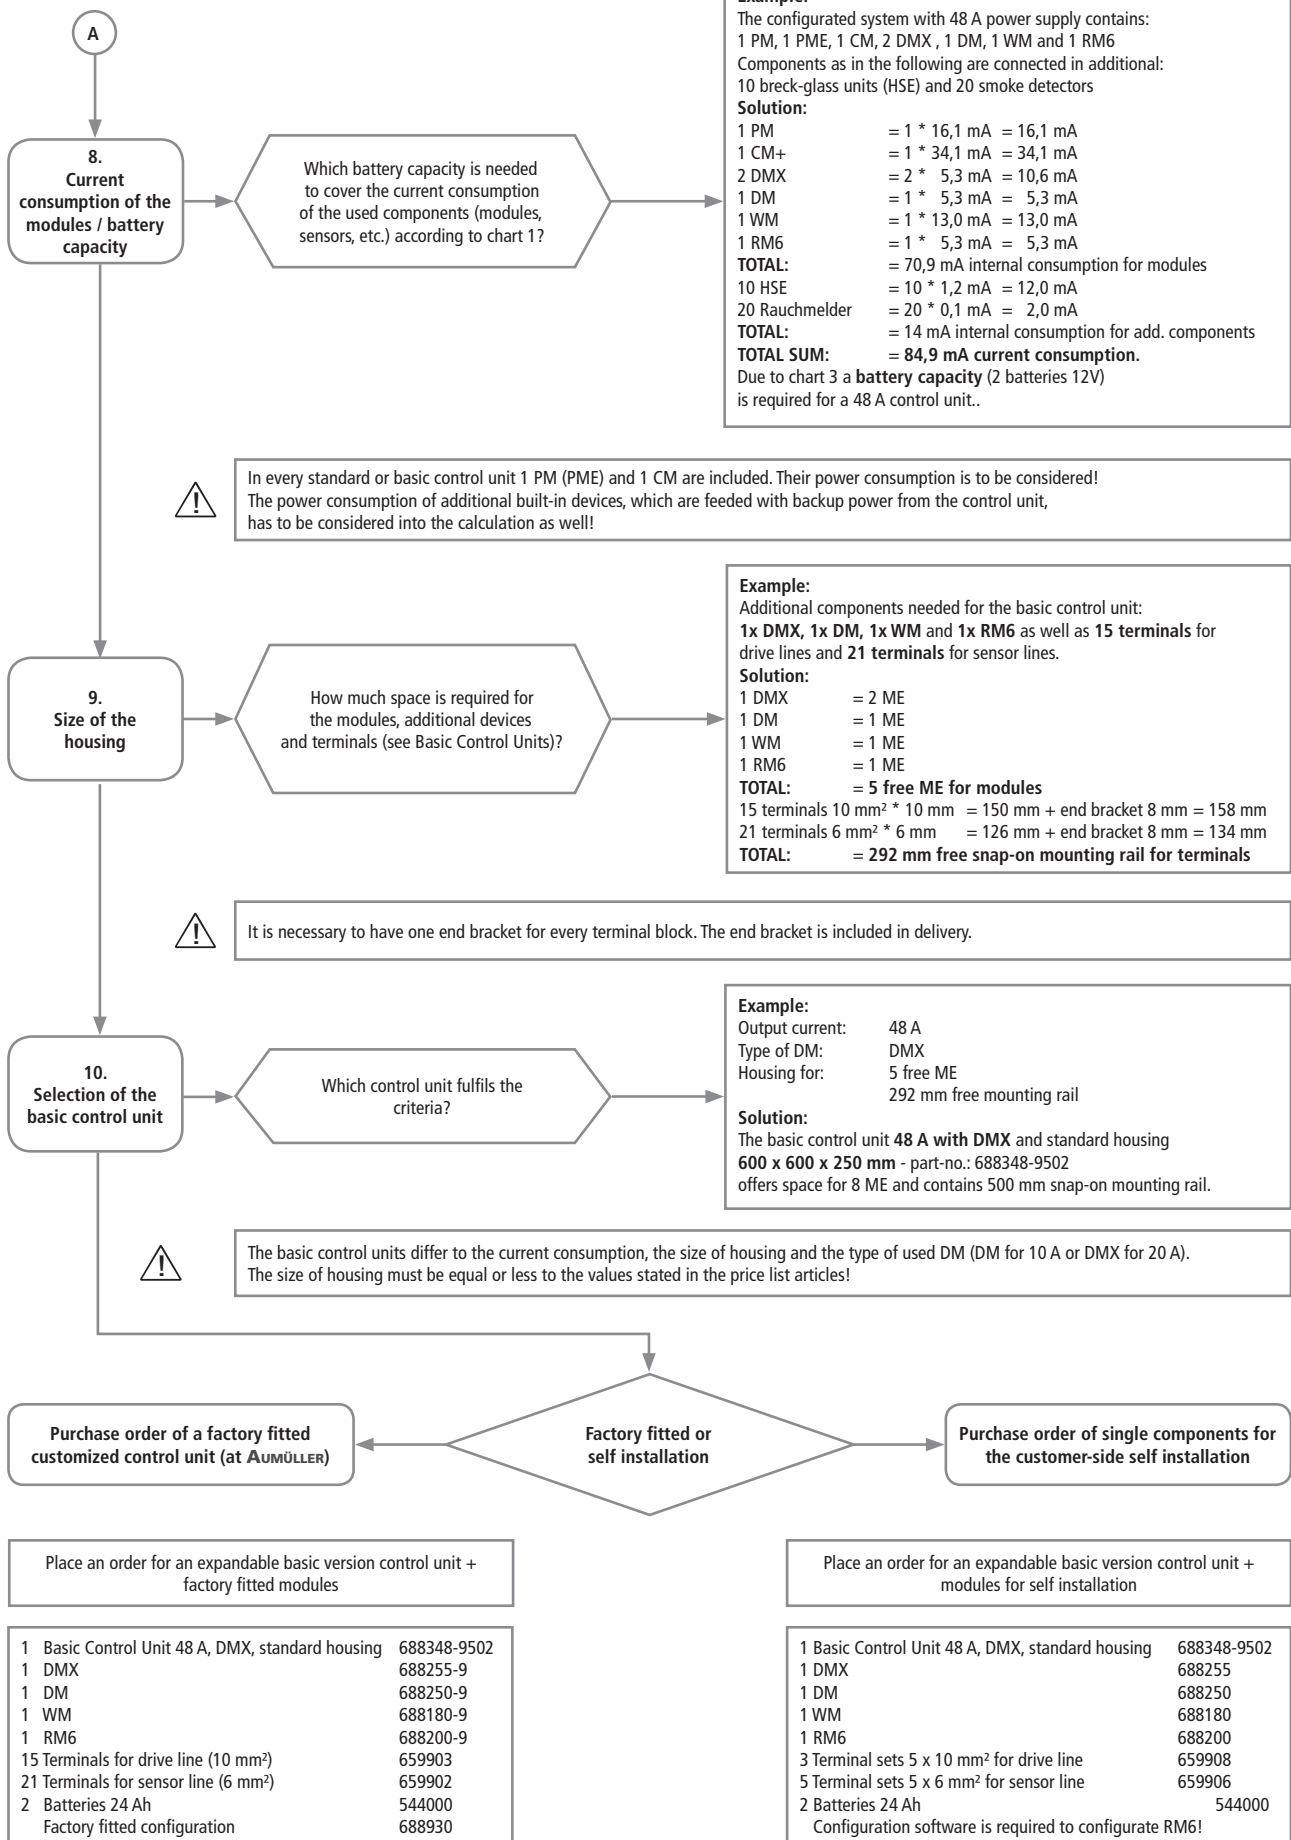 A
Example:
The configurated system with 48 A power supply contains:
1 PM, 1 PME, 1 CM, 2 DMX , 1 DM, 1 WM and 1 RM6
Components as in the following are connected in additional:
10 breck-glass units (HSE) and 20 smoke detectors
Solution:
1 PM = 1 * 16,1 mA = 16,1 mA
1 CM+ = 1 * 34,1 mA = 34,1 mA
2 DMX = 2 * 5,3 mA = 10,6 mA
1 DM = 1 * 5,3 mA = 5,3 mA
1 WM = 1 * 13,0 mA = 13,0 mA
1 RM6 = 1 * 5,3 mA = 5,3 mA
TOTAL: = 70,9 mA internal consumption for modules
10 HSE = 10 * 1,2 mA = 12,0 mA
20 Rauchmelder = 20 * 0,1 mA = 2,0 mA
TOTAL: = 14 mA internal consumption for add. components
TOTAL SUM: = 84,9 mA current consumption.
Due to chart 3 a battery capacity (2 batteries 12V)
is required for a 48 A control unit..
8.
Current
consumption of the
modules / battery
capacity
Which battery capacity is needed
to cover the current consumption
of the used components (modules,
sensors, etc.) according to chart 1?
In every standard or basic control unit 1 PM (PME) and 1 CM are included. Their power consumption is to be considered!
The power consumption of additional built-in devices, which are feeded with backup power from the control unit,
has to be considered into the calculation as well!
9.
Size of the
housing
How much space is required for
the modules, additional devices
and terminals (see Basic Control Units)?
Example:
Additional components needed for the basic control unit:
1x DMX, 1x DM, 1x WM and 1x RM6 as well as 15 terminals for
drive lines and 21 terminals for sensor lines.
Solution:
1 DMX = 2 ME
1 DM = 1 ME
1 WM = 1 ME
1 RM6 = 1 ME
TOTAL: = 5 free ME for modules
15 terminals 10 mm² * 10 mm = 150 mm + end bracket 8 mm = 158 mm
21 terminals 6 mm² * 6 mm = 126 mm + end bracket 8 mm = 134 mm
TOTAL: = 292 mm free snap-on mounting rail for terminals
It is necessary to have one end bracket for every terminal block. The end bracket is included in delivery.
10.
Selection of the
basic control unit
Which control unit fulfils the
criteria?
Example:
Output current: 48 A
Type of DM: DMX
Housing for: 5 free ME
292 mm free mounting rail
Solution:
The basic control unit 48 A with DMX and standard housing
600 x 600 x 250 mm - part-no.: 688348-9502
offers space for 8 ME and contains 500 mm snap-on mounting rail.
The basic control units differ to the current consumption, the size of housing and the type of used DM (DM for 10 A or DMX for 20 A).
The size of housing must be equal or less to the values stated in the price list articles!
Purchase order of a factory fitted
customized control unit (at AUMÜLLER)
Factory fitted or
self installation
Purchase order of single components for
the customer-side self installation
Place an order for an expandable basic version control unit +
factory fitted modules
1 Basic Control Unit 48 A, DMX, standard housing 688348-9502
1 DMX 688255-9
1 DM 688250-9
1 WM 688180-9
1 RM6 688200-9
15 Terminals for drive line (10 mm²) 659903
21 Terminals for sensor line (6 mm²) 659902
2 Batteries 24 Ah 544000
Factory fitted configuration 688930
Place an order for an expandable basic version control unit +
modules for self installation
1 Basic Control Unit 48 A, DMX, standard housing 688348-9502
1 DMX 688255
1 DM 688250
1 WM 688180
1 RM6 688200
3 Terminal sets 5 x 10 mm² for drive line 659908
5 Terminal sets 5 x 6 mm² for sensor line 659906
2 Batteries 24 Ah 544000
Configuration software is required to configurate RM6!